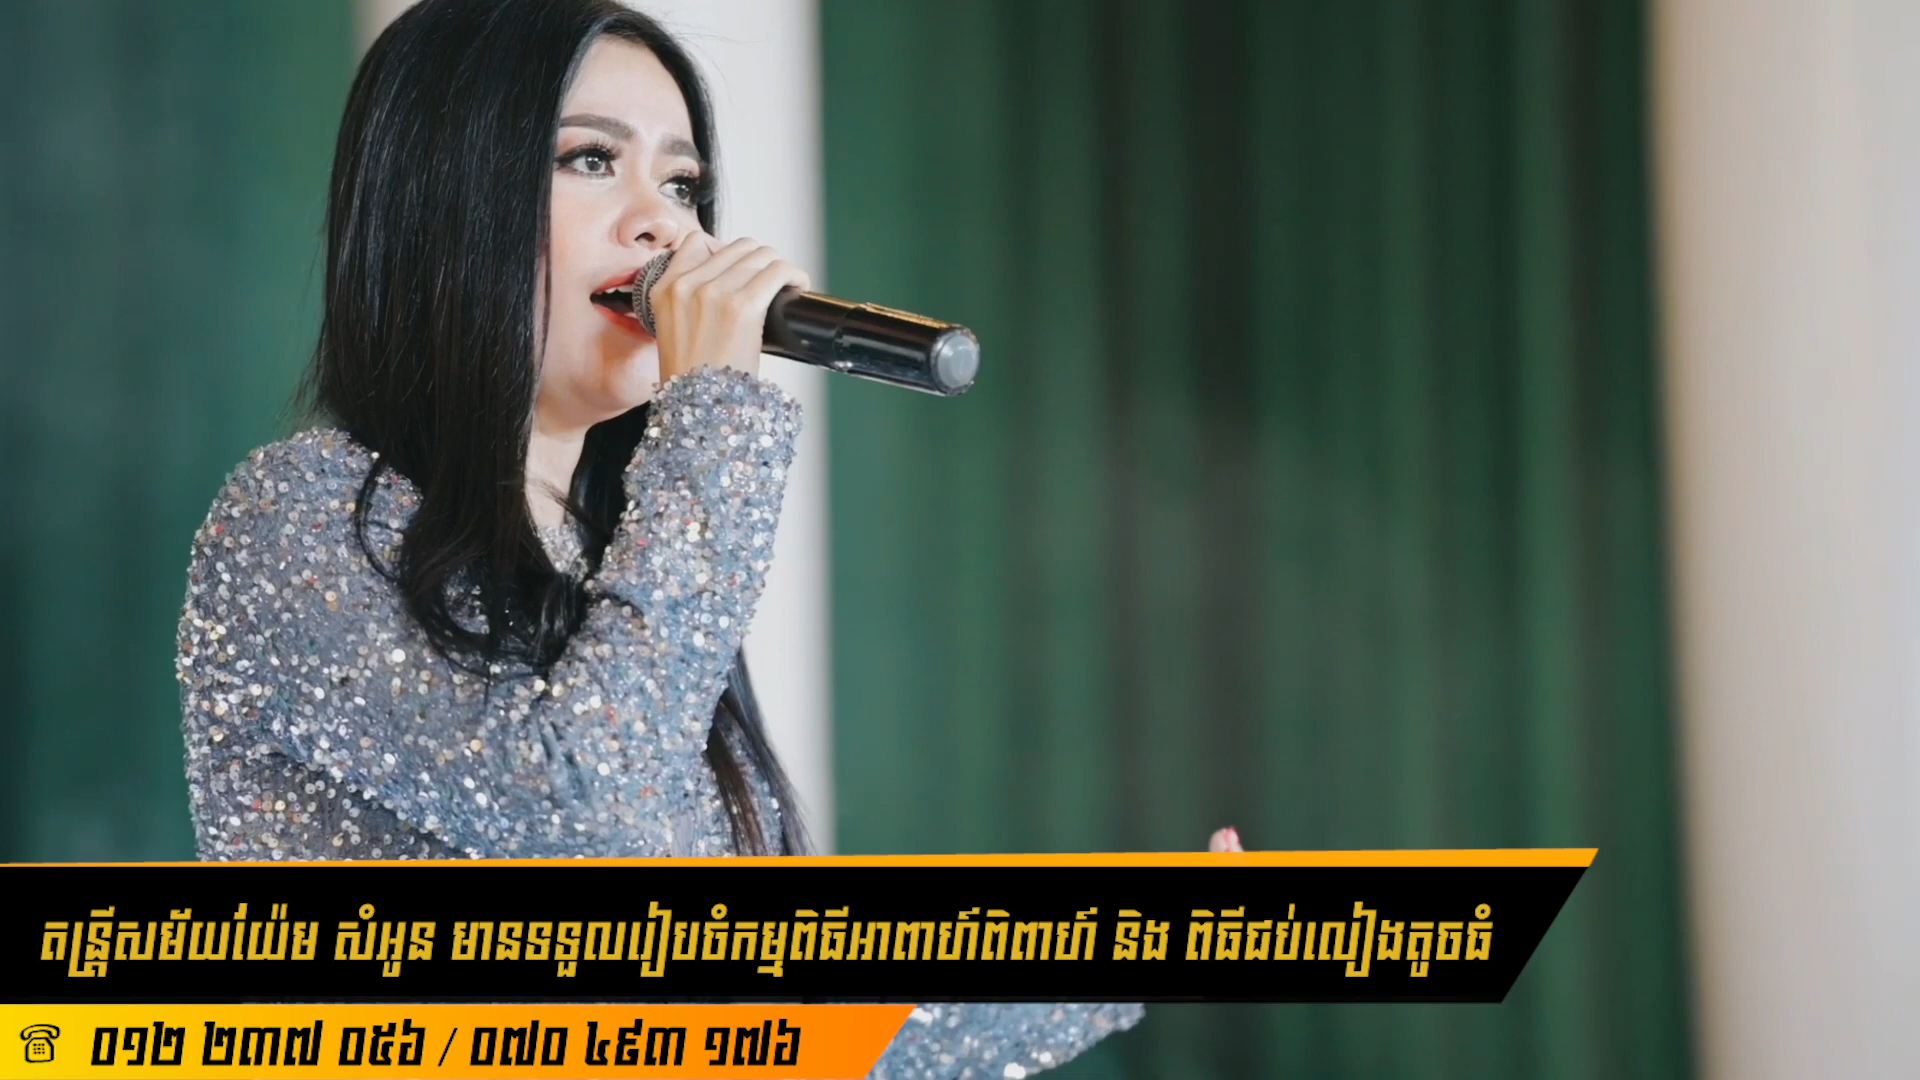 តន្ត្រីសម័យយ៉ែម សំអូន មានទទួលរៀបចំកម្មពិធីអាពាហ៍ពិពាហ៍ និង ពិធីជប់លៀងតូចធំ
០១២ ២៣៧ ០៥៦ / ០៧០ ៤៩៣ ១៧៦